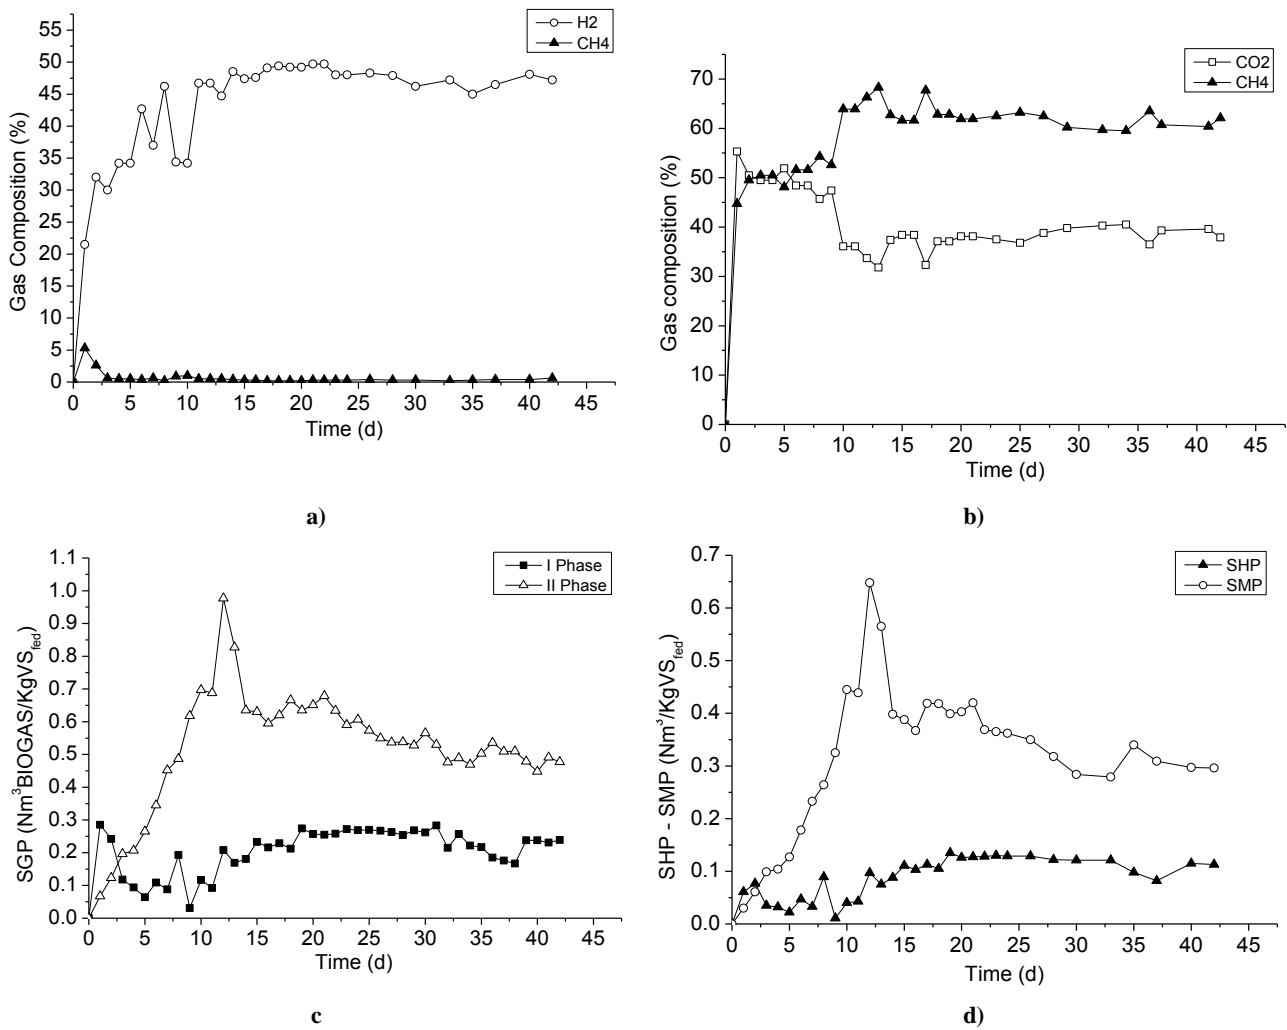 H2
CH4
Gas Composition (%)
55
50
45
40
35
30
25
20
15
10
5
0
0 5 10 15 20 25 30 35 40 45
Time (d)
a)
CO2
CH4
Gas composition (%)
70
60
50
40
30
20
10
0
0 5 10 15 20 25 30 35 40 45
Time (d)
b)
I Phase
II Phase
SGP (Nm³BIOGAS/KgVS_fed)
1.1
1.0
0.9
0.8
0.7
0.6
0.5
0.4
0.3
0.2
0.1
0.0
0 5 10 15 20 25 30 35 40 45
Time (d)
c
SHP
SMP
SHP - SMP (Nm³/KgVS_fed)
0.7
0.6
0.5
0.4
0.3
0.2
0.1
0.0
0 5 10 15 20 25 30 35 40 45
Time (d)
d)